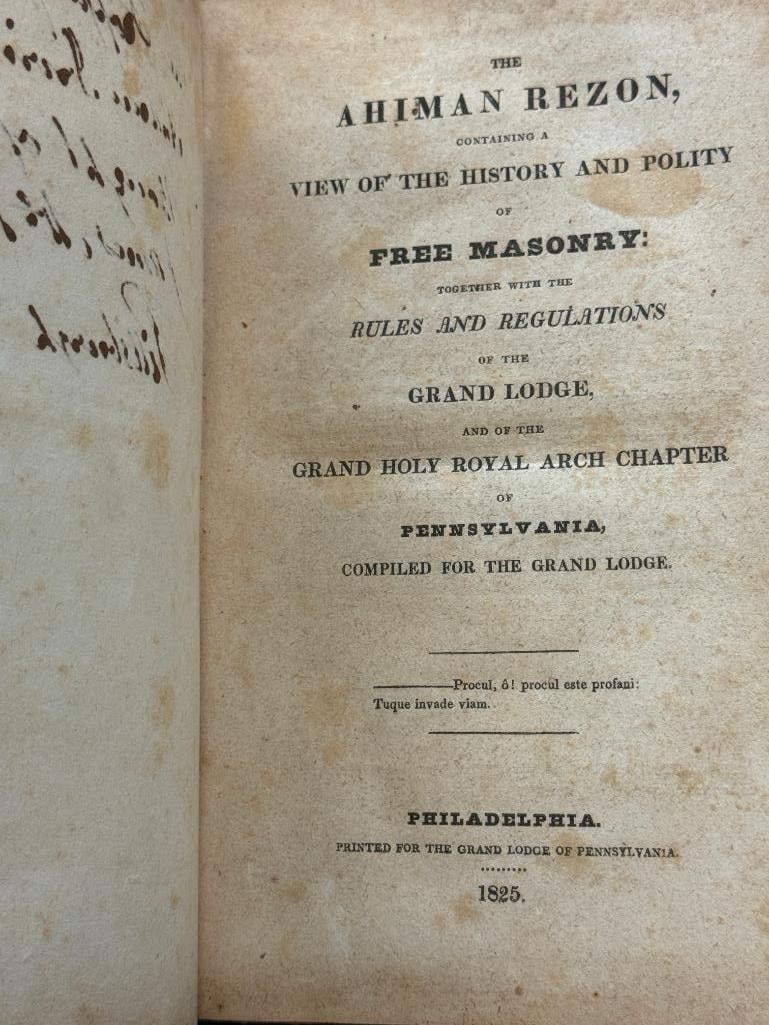 THE
AHIMAN REZON,
CONTAINING A
VIEW OF THE HISTORY AND POLITY
OF
FREE MASONRY:
TOGETHER WITH THE
RULES AND REGULATIONS
OF THE
GRAND LODGE,
AND OF THE
GRAND HOLY ROYAL ARCH CHAPTER
OF
PENNSYLVANIA,
COMPILED FOR THE GRAND LODGE.
Procul, ô! procul este profani:
Tuque invade viam.
PHILADELPHIA.
PRINTED FOR THE GRAND LODGE OF PENNSYLVANIA.
1825.